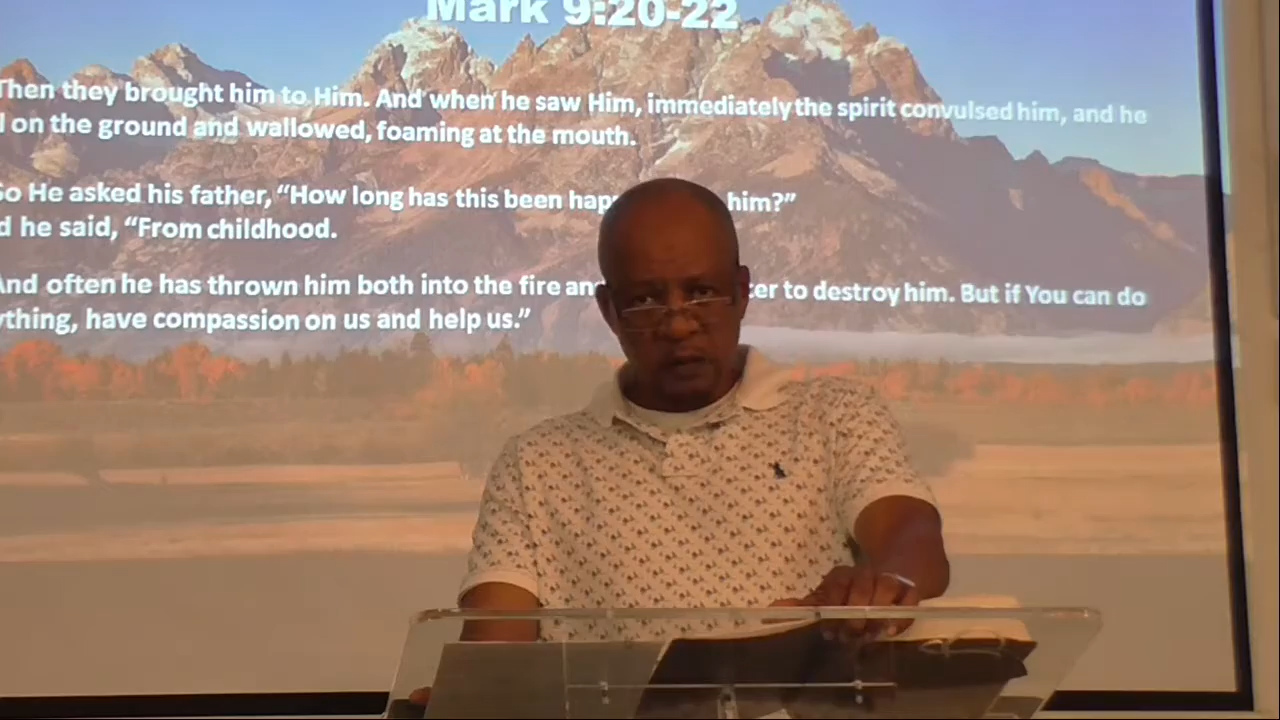 Mark 9:20-22
Then they brought him to Him. And when he saw Him, immediately the spirit convulsed him, and he
on the ground and wallowed, foaming at the mouth.
So He asked his father, “How long has this been him?”
he said, “From childhood.
And often he has thrown him both into the fire to destroy him. But if You can do
have compassion on us and help us.”